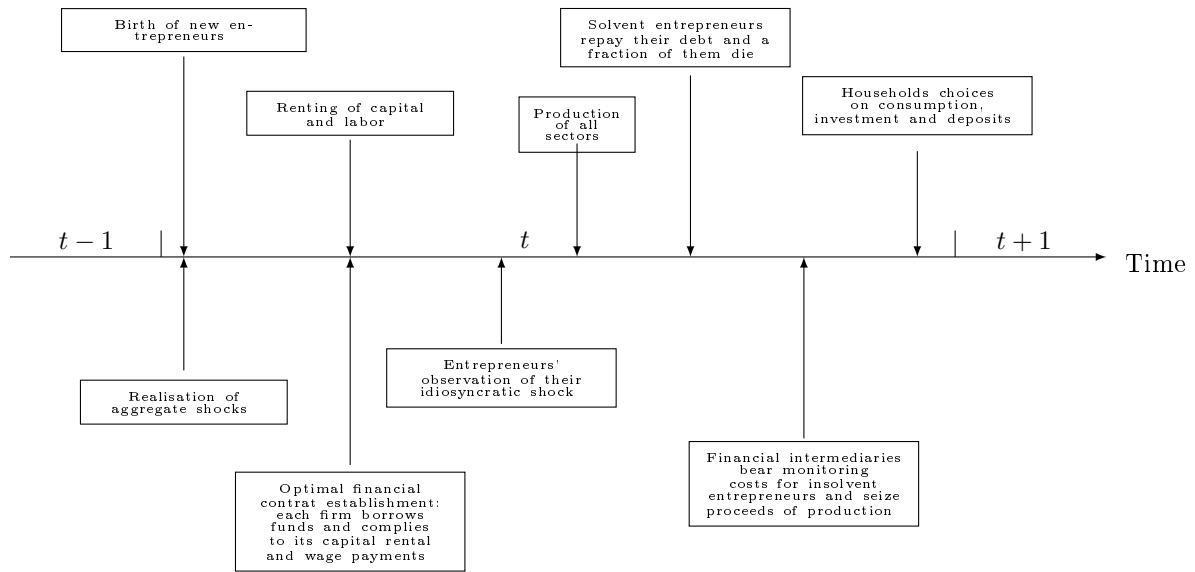 Birth of new en-
trepreneurs
Solvent entrepreneurs
repay their debt and a
fraction of them die
Renting of capital
and labor
Production
of all
sectors
Households choices
on consumption,
investment and deposits
t − 1
t
t + 1
Time
Realisation of
aggregate shocks
Entrepreneurs'
observation of their
idiosyncratic shock
Optimal financial
contrat establishment:
each firm borrows
funds and complies
to its capital rental
and wage payments
Financial intermediaries
bear monitoring
costs for insolvent
entrepreneurs and seize
proceeds of production